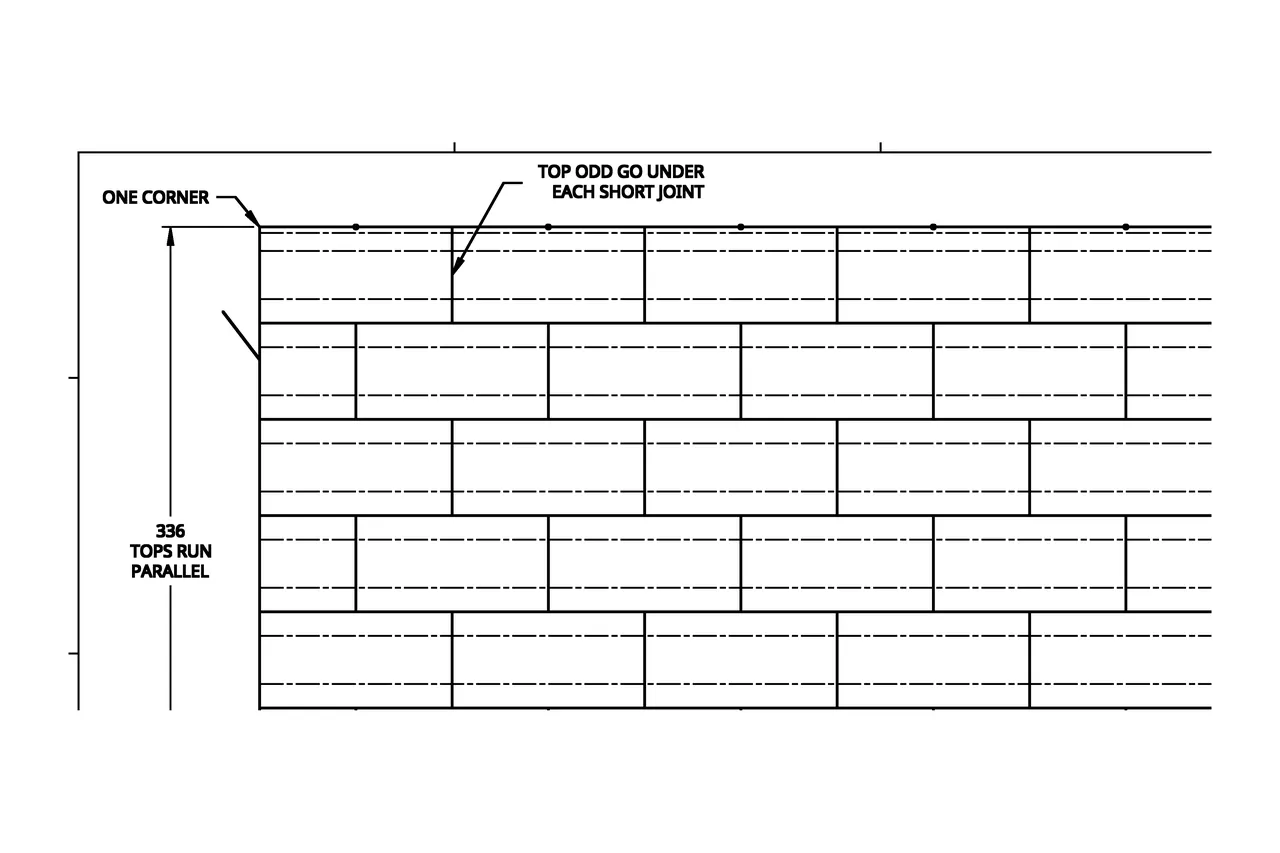 TOP ODD GO UNDER
EACH SHORT JOINT
ONE CORNER
336
TOPS RUN
PARALLEL